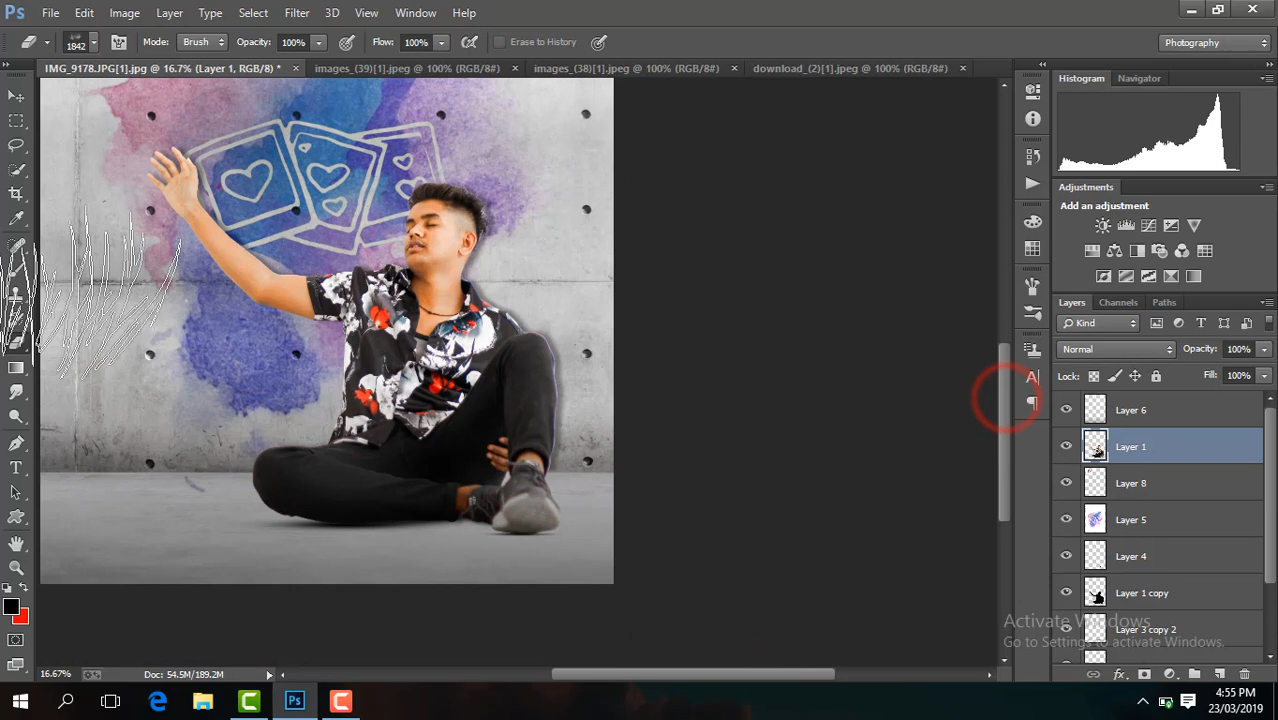 Ps File Edit Image Layer Type Select Filter 3D View Window Help
1842 Mode: Brush Opacity: 100% Flow: 100% Erase to History Photography
IMG_9178.JPG[1].jpg @ 16.7% (Layer 1, RGB/8) * × images_(39)[1].jpeg @ 100% (RGB/8#) × images_(38)[1].jpeg @ 100% (RGB/8#) × download_(2)[1].jpeg @ 100% (RGB/8#) ×
Histogram Navigator
Adjustments
Add an adjustment
Layers Channels Paths
Kind
Normal Opacity: 100%
Lock: Fill: 100%
Layer 6
Layer 1
Layer 8
Layer 5
Layer 4
Layer 1 copy
Layer 3 copy 2
Activate Windows
Go to Settings to activate Windows.
16.67% Doc: 54.5M/189.2M
4:55 PM
23/03/2019